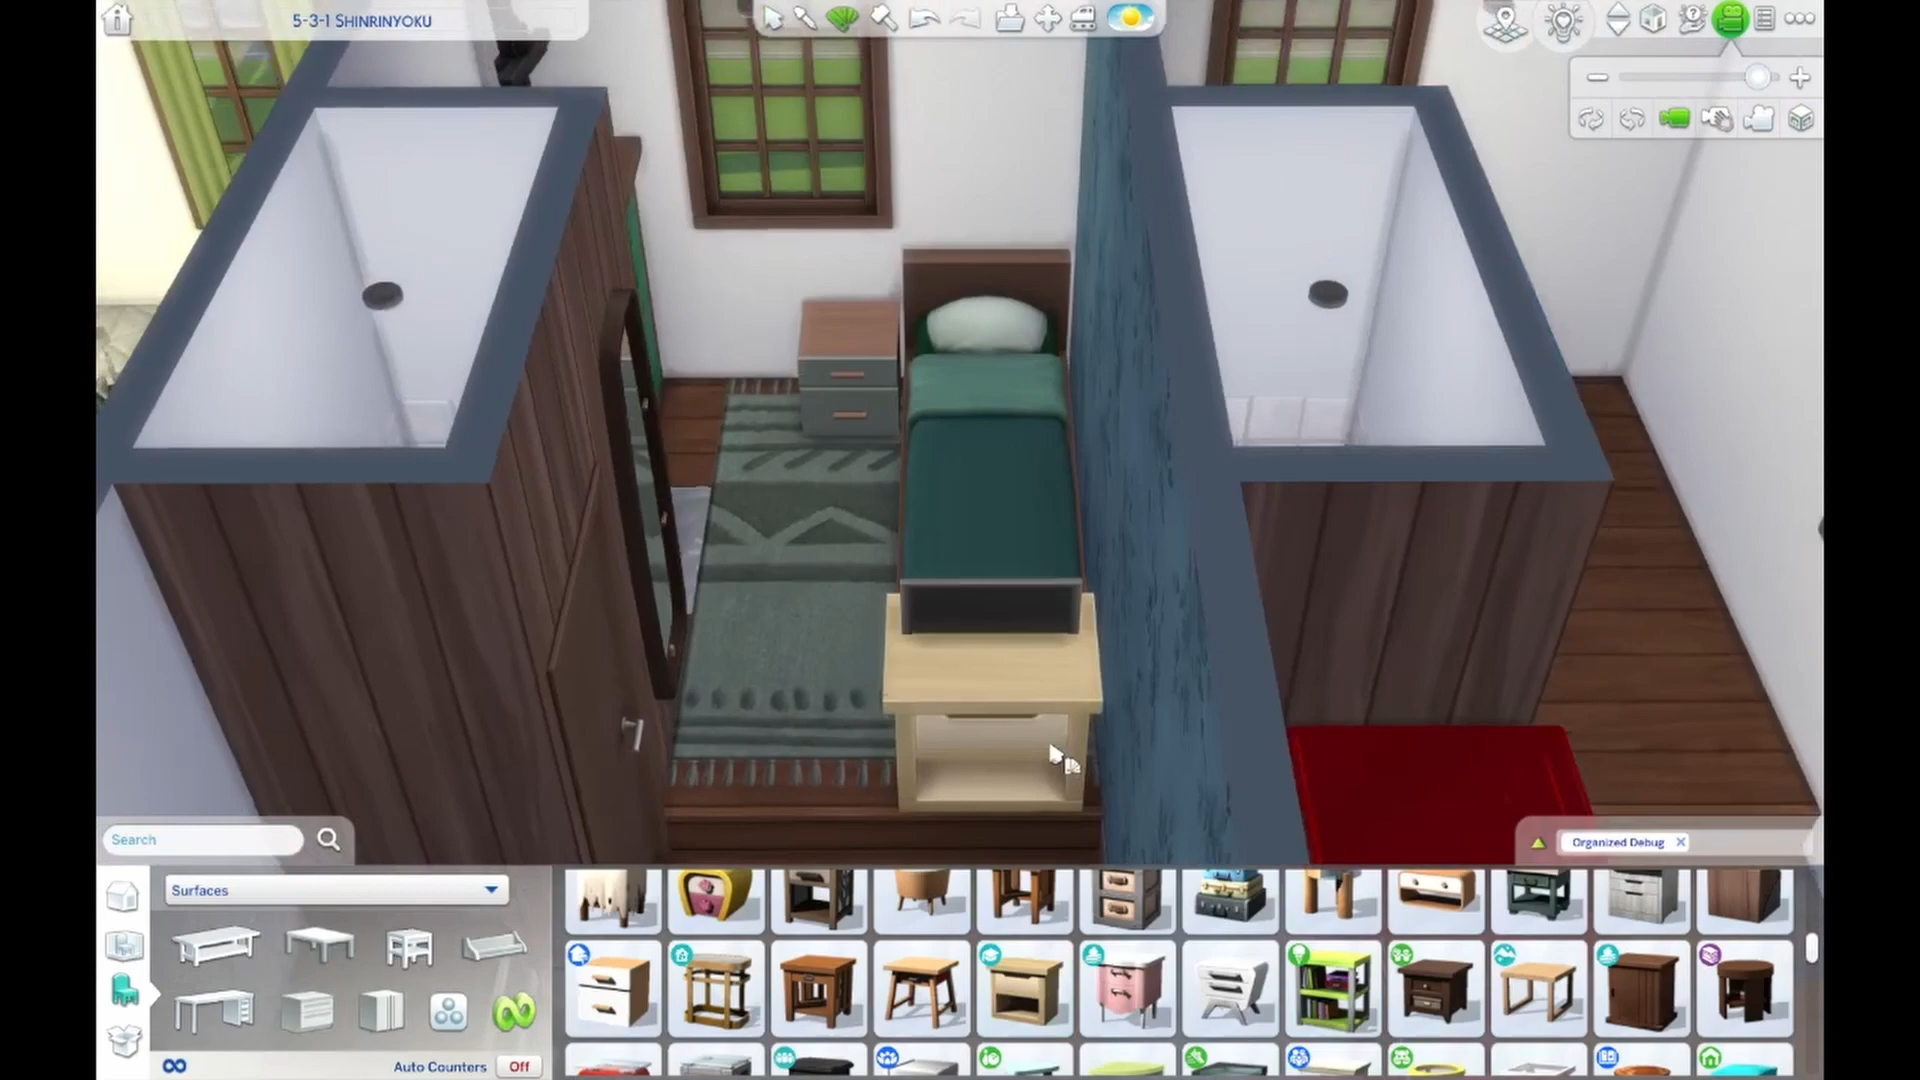 5-3-1 SHINRINYOKU
Search
Organized Debug
Surfaces
Auto Counters Off